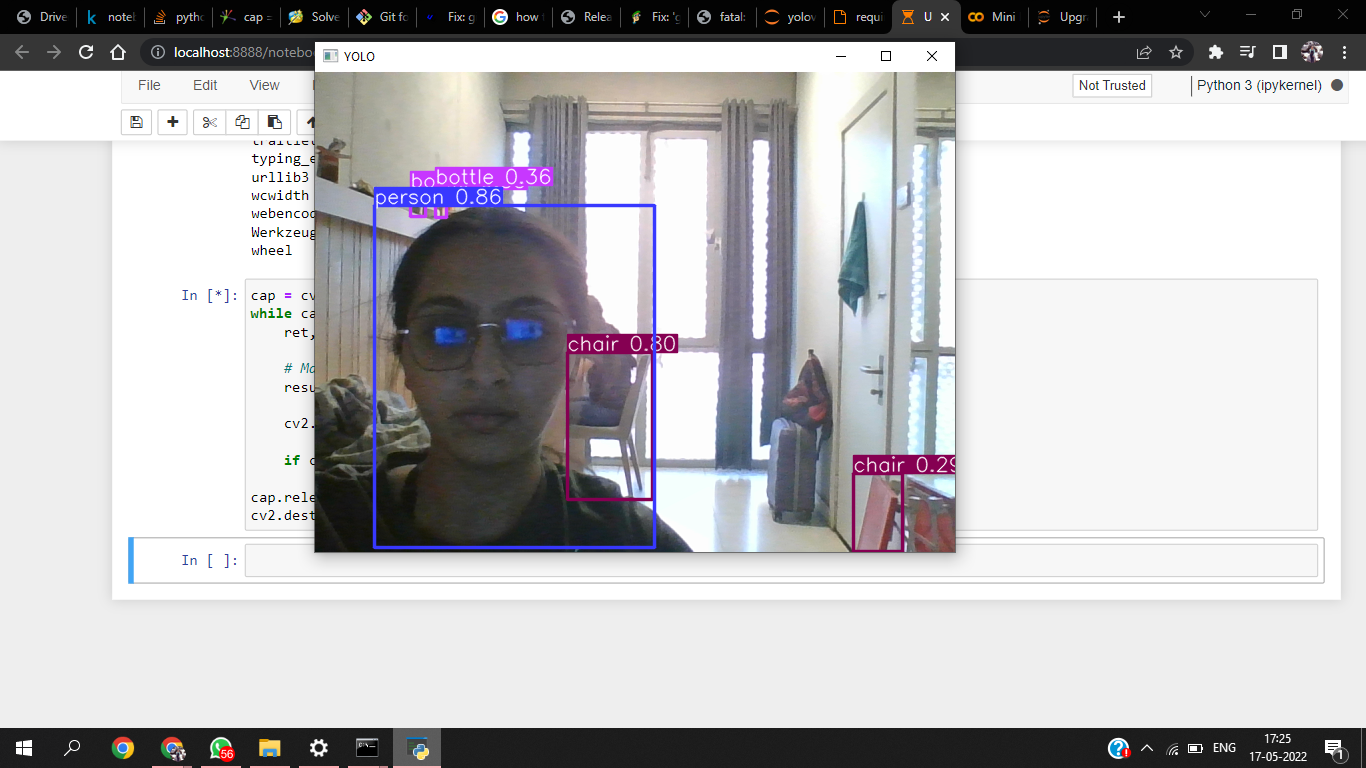 Drive
noteb
pytho
cap =
Solve
Git fo
Fix: g
how t
Relea
Fix: 'g
fatal:
yolov
requi
U
Mini
Upgra
localhost:8888/notebo
YOLO
File
Edit
View
Not Trusted
Python 3 (ipykernel)
typing_e
urllib3
wcwidth
webencod
Werkzeug
wheel
In [*]:
cap = cv
while ca
ret,
# Ma
resu
cv2.
if c
cap.rele
cv2.dest
bo
bottle 0.36
person 0.86
chair 0.80
chair 0.29
In [ ]:
56
ENG
17:25
17-05-2022
1